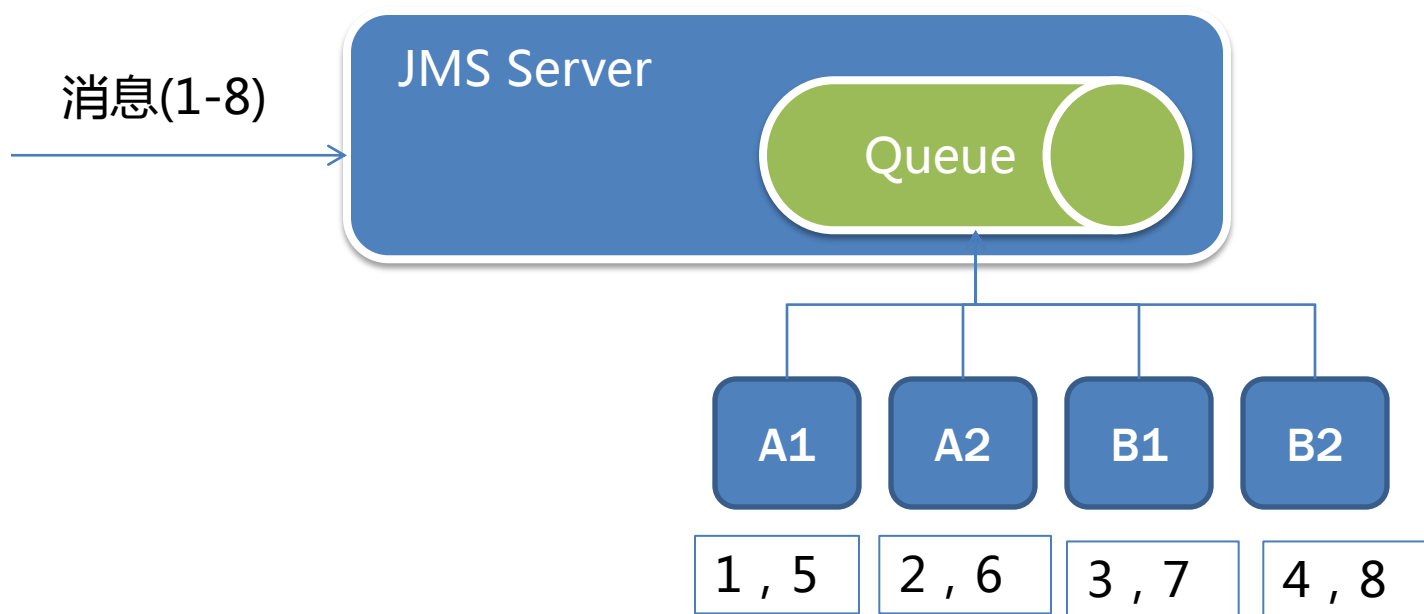 消息(1-8)
JMS Server
Queue
A1
A2
B1
B2
1 , 5
2 , 6
3 , 7
4 , 8